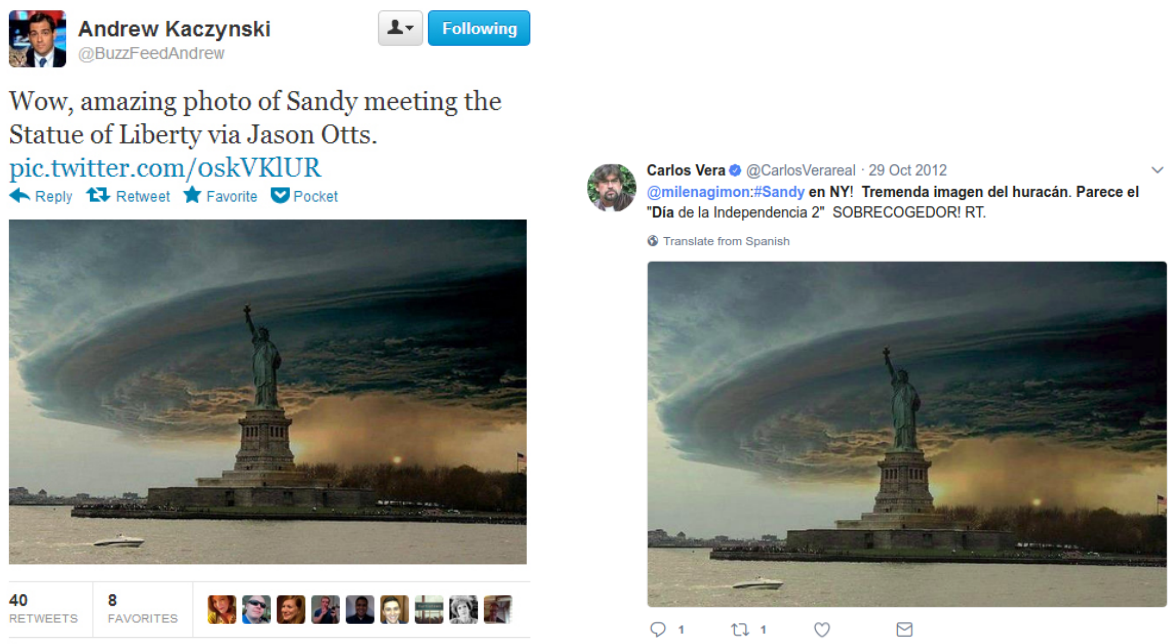 Andrew Kaczynski
@BuzzFeedAndrew
Following
Wow, amazing photo of Sandy meeting the
Statue of Liberty via Jason Otts.
pic.twitter.com/0skVKlUR
Reply Retweet Favorite Pocket
40
RETWEETS
8
FAVORITES
Carlos Vera @CarlosVerareal · 29 Oct 2012
@milenagimon:#Sandy en NY! Tremenda imagen del huracán. Parece el
"Día de la Independencia 2" SOBRECOGEDOR! RT.
Translate from Spanish
1 1